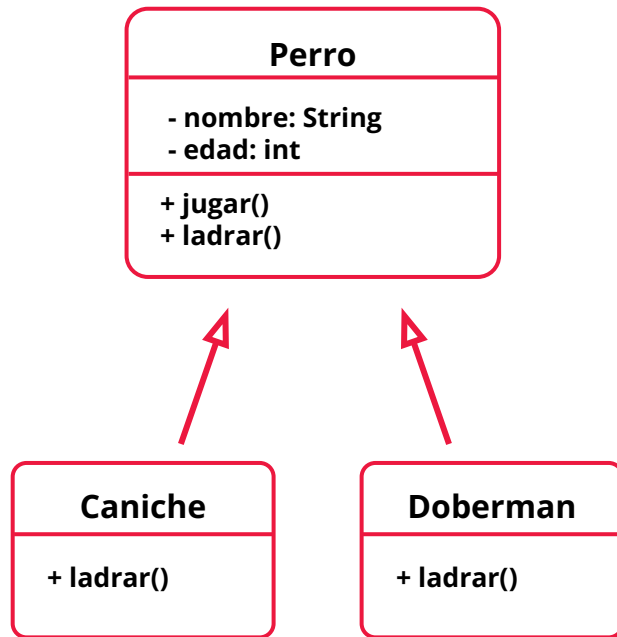 Perro
- nombre: String
- edad: int
+ jugar()
+ ladrar()
Caniche
+ ladrar()
Doberman
+ ladrar()